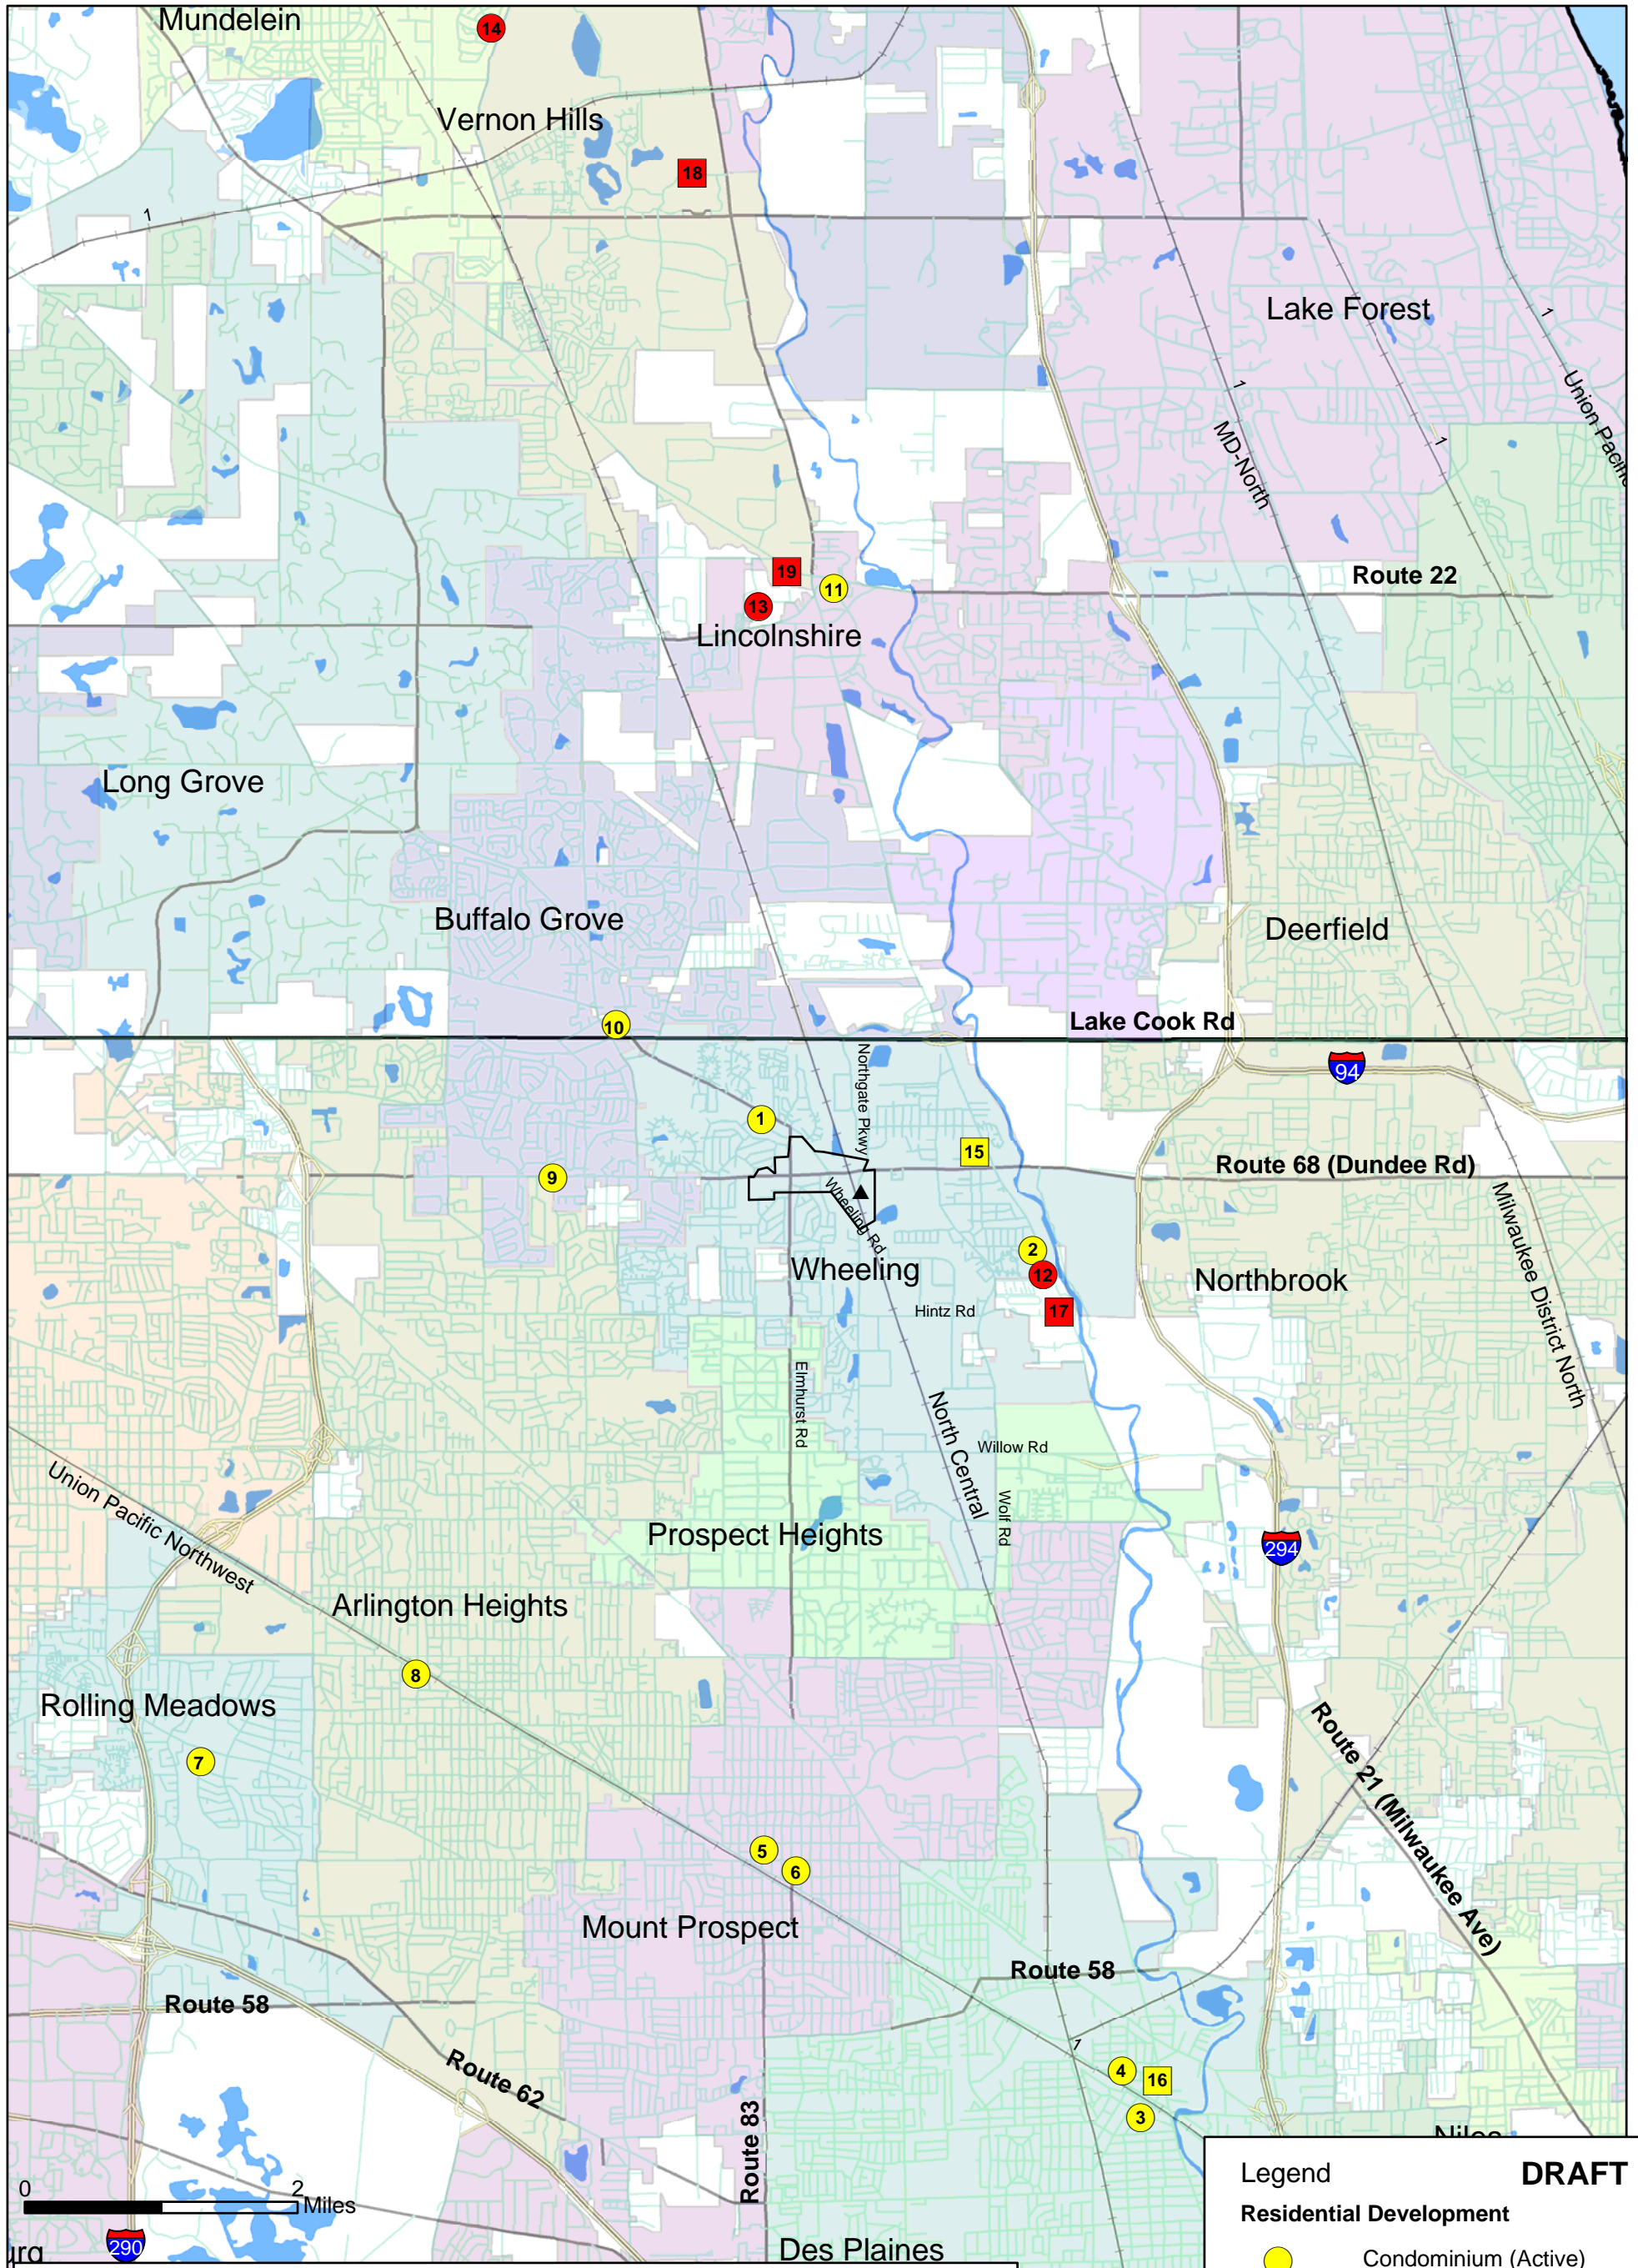 Mundelein
14
Vernon Hills
18
1
Lake Forest
1
Union Pacific
1
1
MD-North
Route 22
19
11
13
Lincolnshire
Long Grove
Buffalo Grove
Deerfield
10
Lake Cook Rd
Northgate Pkwy
94
1
15
Route 68 (Dundee Rd)
9
Wheeling Rd
Milwaukee District North
2
Wheeling
12
Northbrook
17
Hintz Rd
Elmhurst Rd
North Central
Willow Rd
Wolf Rd
Union Pacific Northwest
Prospect Heights
294
Arlington Heights
8
Rolling Meadows
7
Route 21 (Milwaukee Ave)
5
6
Mount Prospect
Route 58
Route 58
1
Route 62
4
16
3
Route 83
Niles
Legend
DRAFT
0
2
Miles
Residential Development
290
Des Plaines
Condominium (Active)